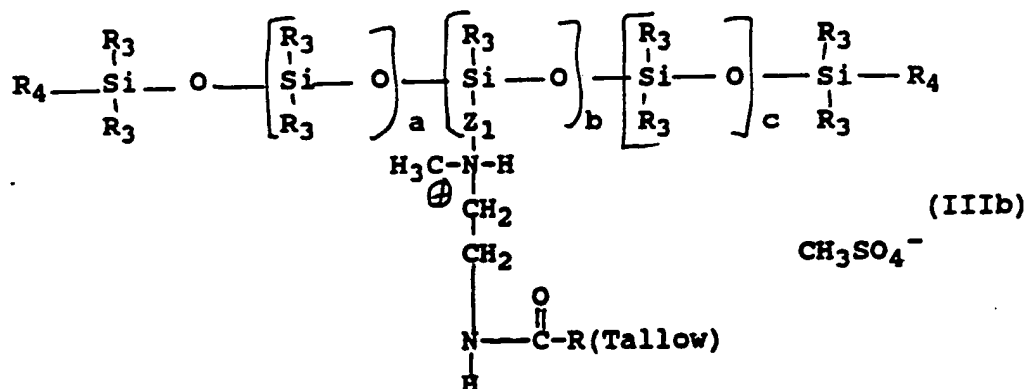 R3 R3 R3 R3 R3
R4—Si—O—[Si—O]a—[Si—O]b—[Si—O]c—Si—R4
R3 R3 Z1 R3 R3
H3C-N-H
⊕
CH2
(IIIb)
CH2
CH3SO4-
O
N—C-R(Tallow)
H